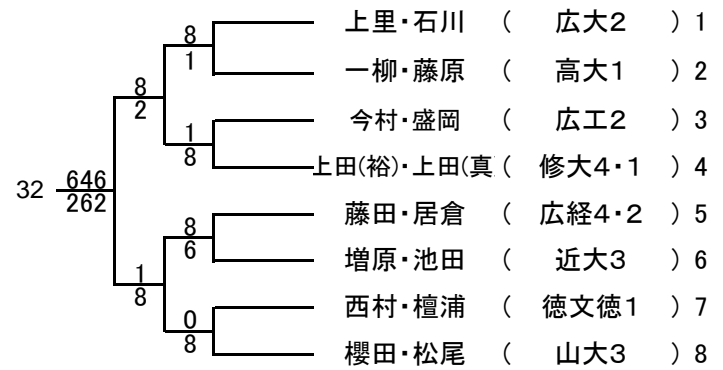 8
上里・石川 ( 広大2 ) 1
1
一柳・藤原 ( 高大1 ) 2
8
2
1
今村・盛岡 ( 広工2 ) 3
8
上田(裕)・上田(真 ( 修大4・1 ) 4
32 646
262
8
藤田・居倉 ( 広経4・2 ) 5
6
増原・池田 ( 近大3 ) 6
1
8
0
西村・檀浦 ( 徳文徳1 ) 7
8
櫻田・松尾 ( 山大3 ) 8